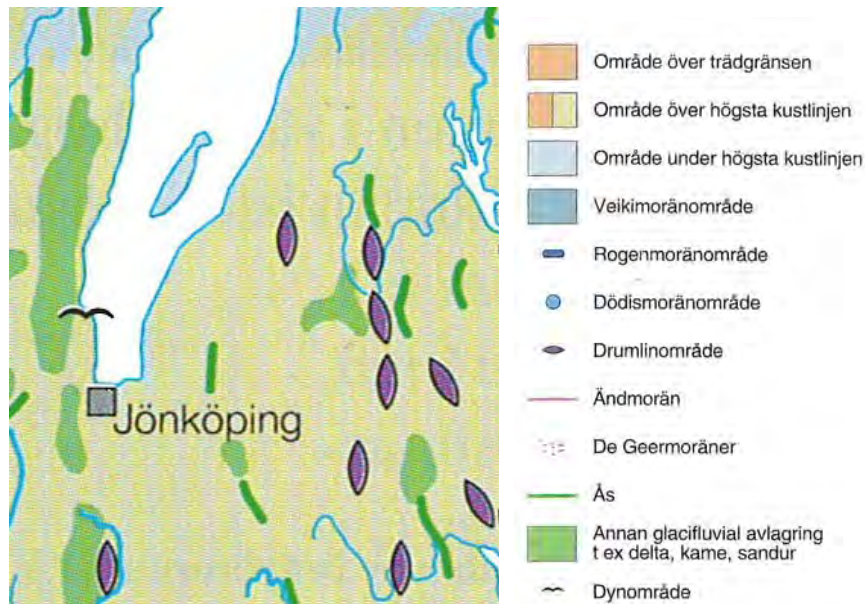 Jönköping
Område över trädgränsen
Område över högsta kustlinjen
Område under högsta kustlinjen
Veikimoränområde
Rogenmoränområde
Dödismoränområde
Drumlinområde
Ändmorän
De Geermoräner
Ås
Annan glacifluvial avlagring
t ex delta, kame, sandur
Dynområde